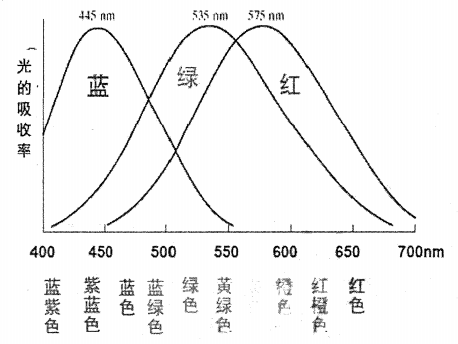 445 nm 535 nm 575 nm
（光的吸收率
蓝 绿 红
400 450 500 550 600 650 700nm
蓝紫色 紫蓝色 蓝色 蓝绿色 绿色 黄绿色 橙色 红橙色 红色